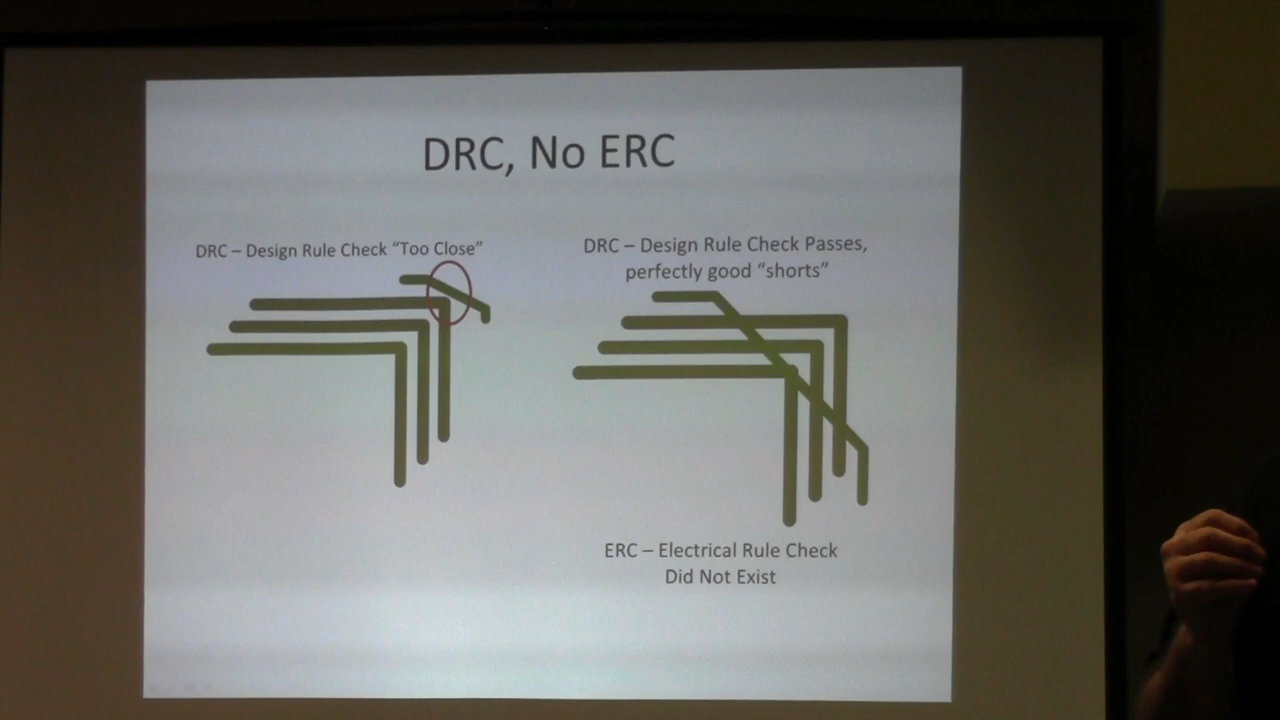 DRC, No ERC
DRC – Design Rule Check “Too Close”
DRC – Design Rule Check Passes,
perfectly good “shorts”
ERC – Electrical Rule Check
Did Not Exist